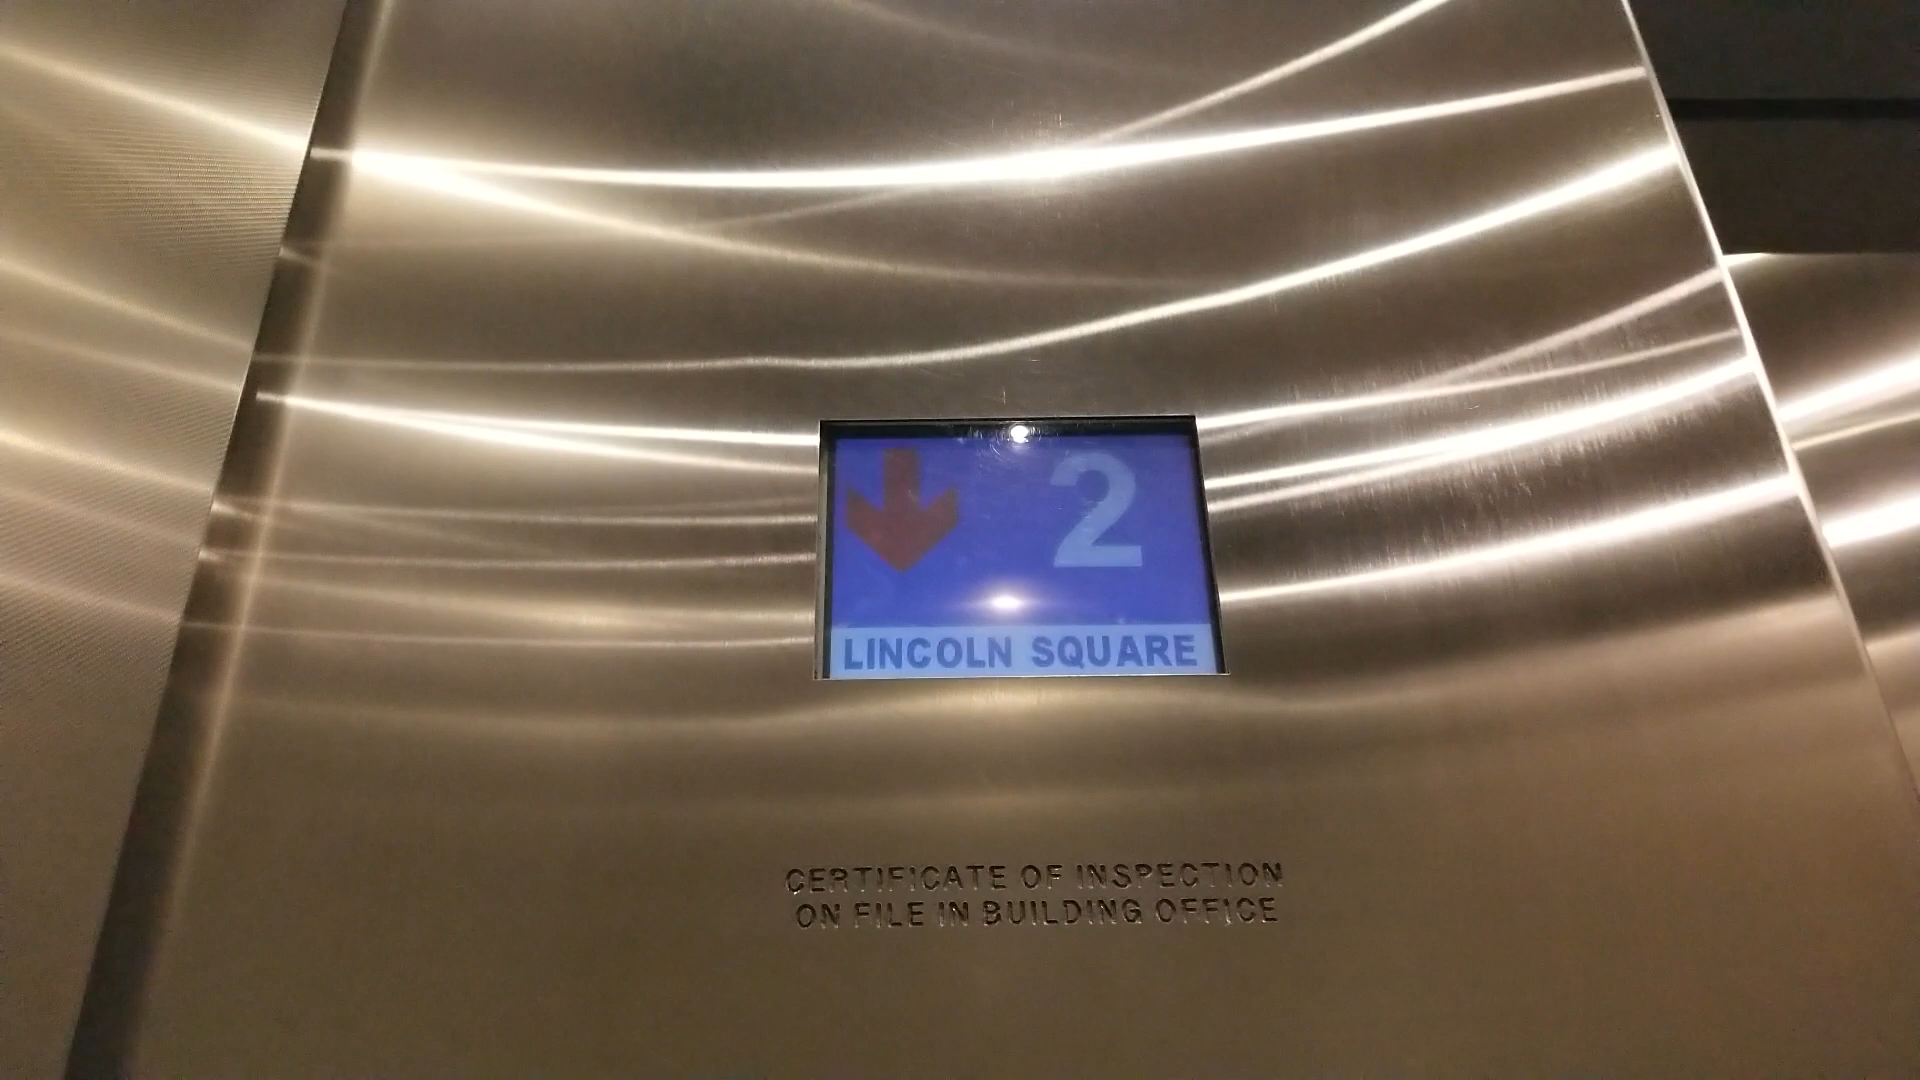 2
LINCOLN SQUARE
CERTIFICATE OF INSPECTION
ON FILE IN BUILDING OFFICE